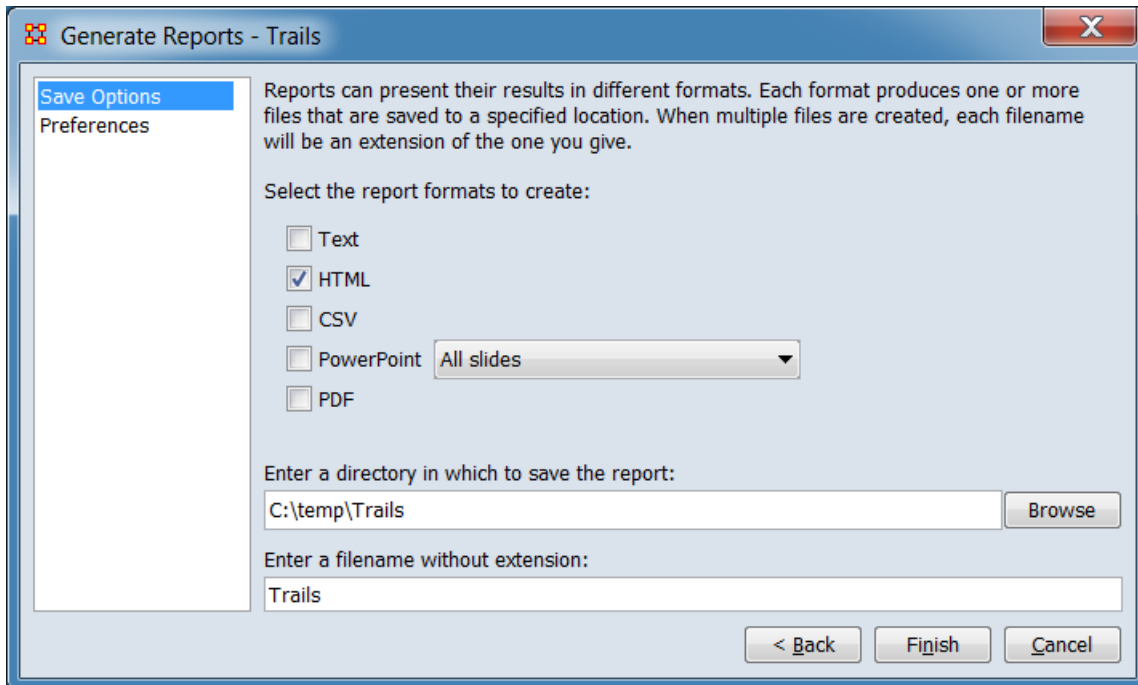 Generate Reports - Trails
Save Options
Preferences
Reports can present their results in different formats. Each format produces one or more
files that are saved to a specified location. When multiple files are created, each filename
will be an extension of the one you give.
Select the report formats to create:
Text
HTML
CSV
PowerPoint All slides
PDF
Enter a directory in which to save the report:
C:\temp\Trails Browse
Enter a filename without extension:
Trails
< Back Finish Cancel